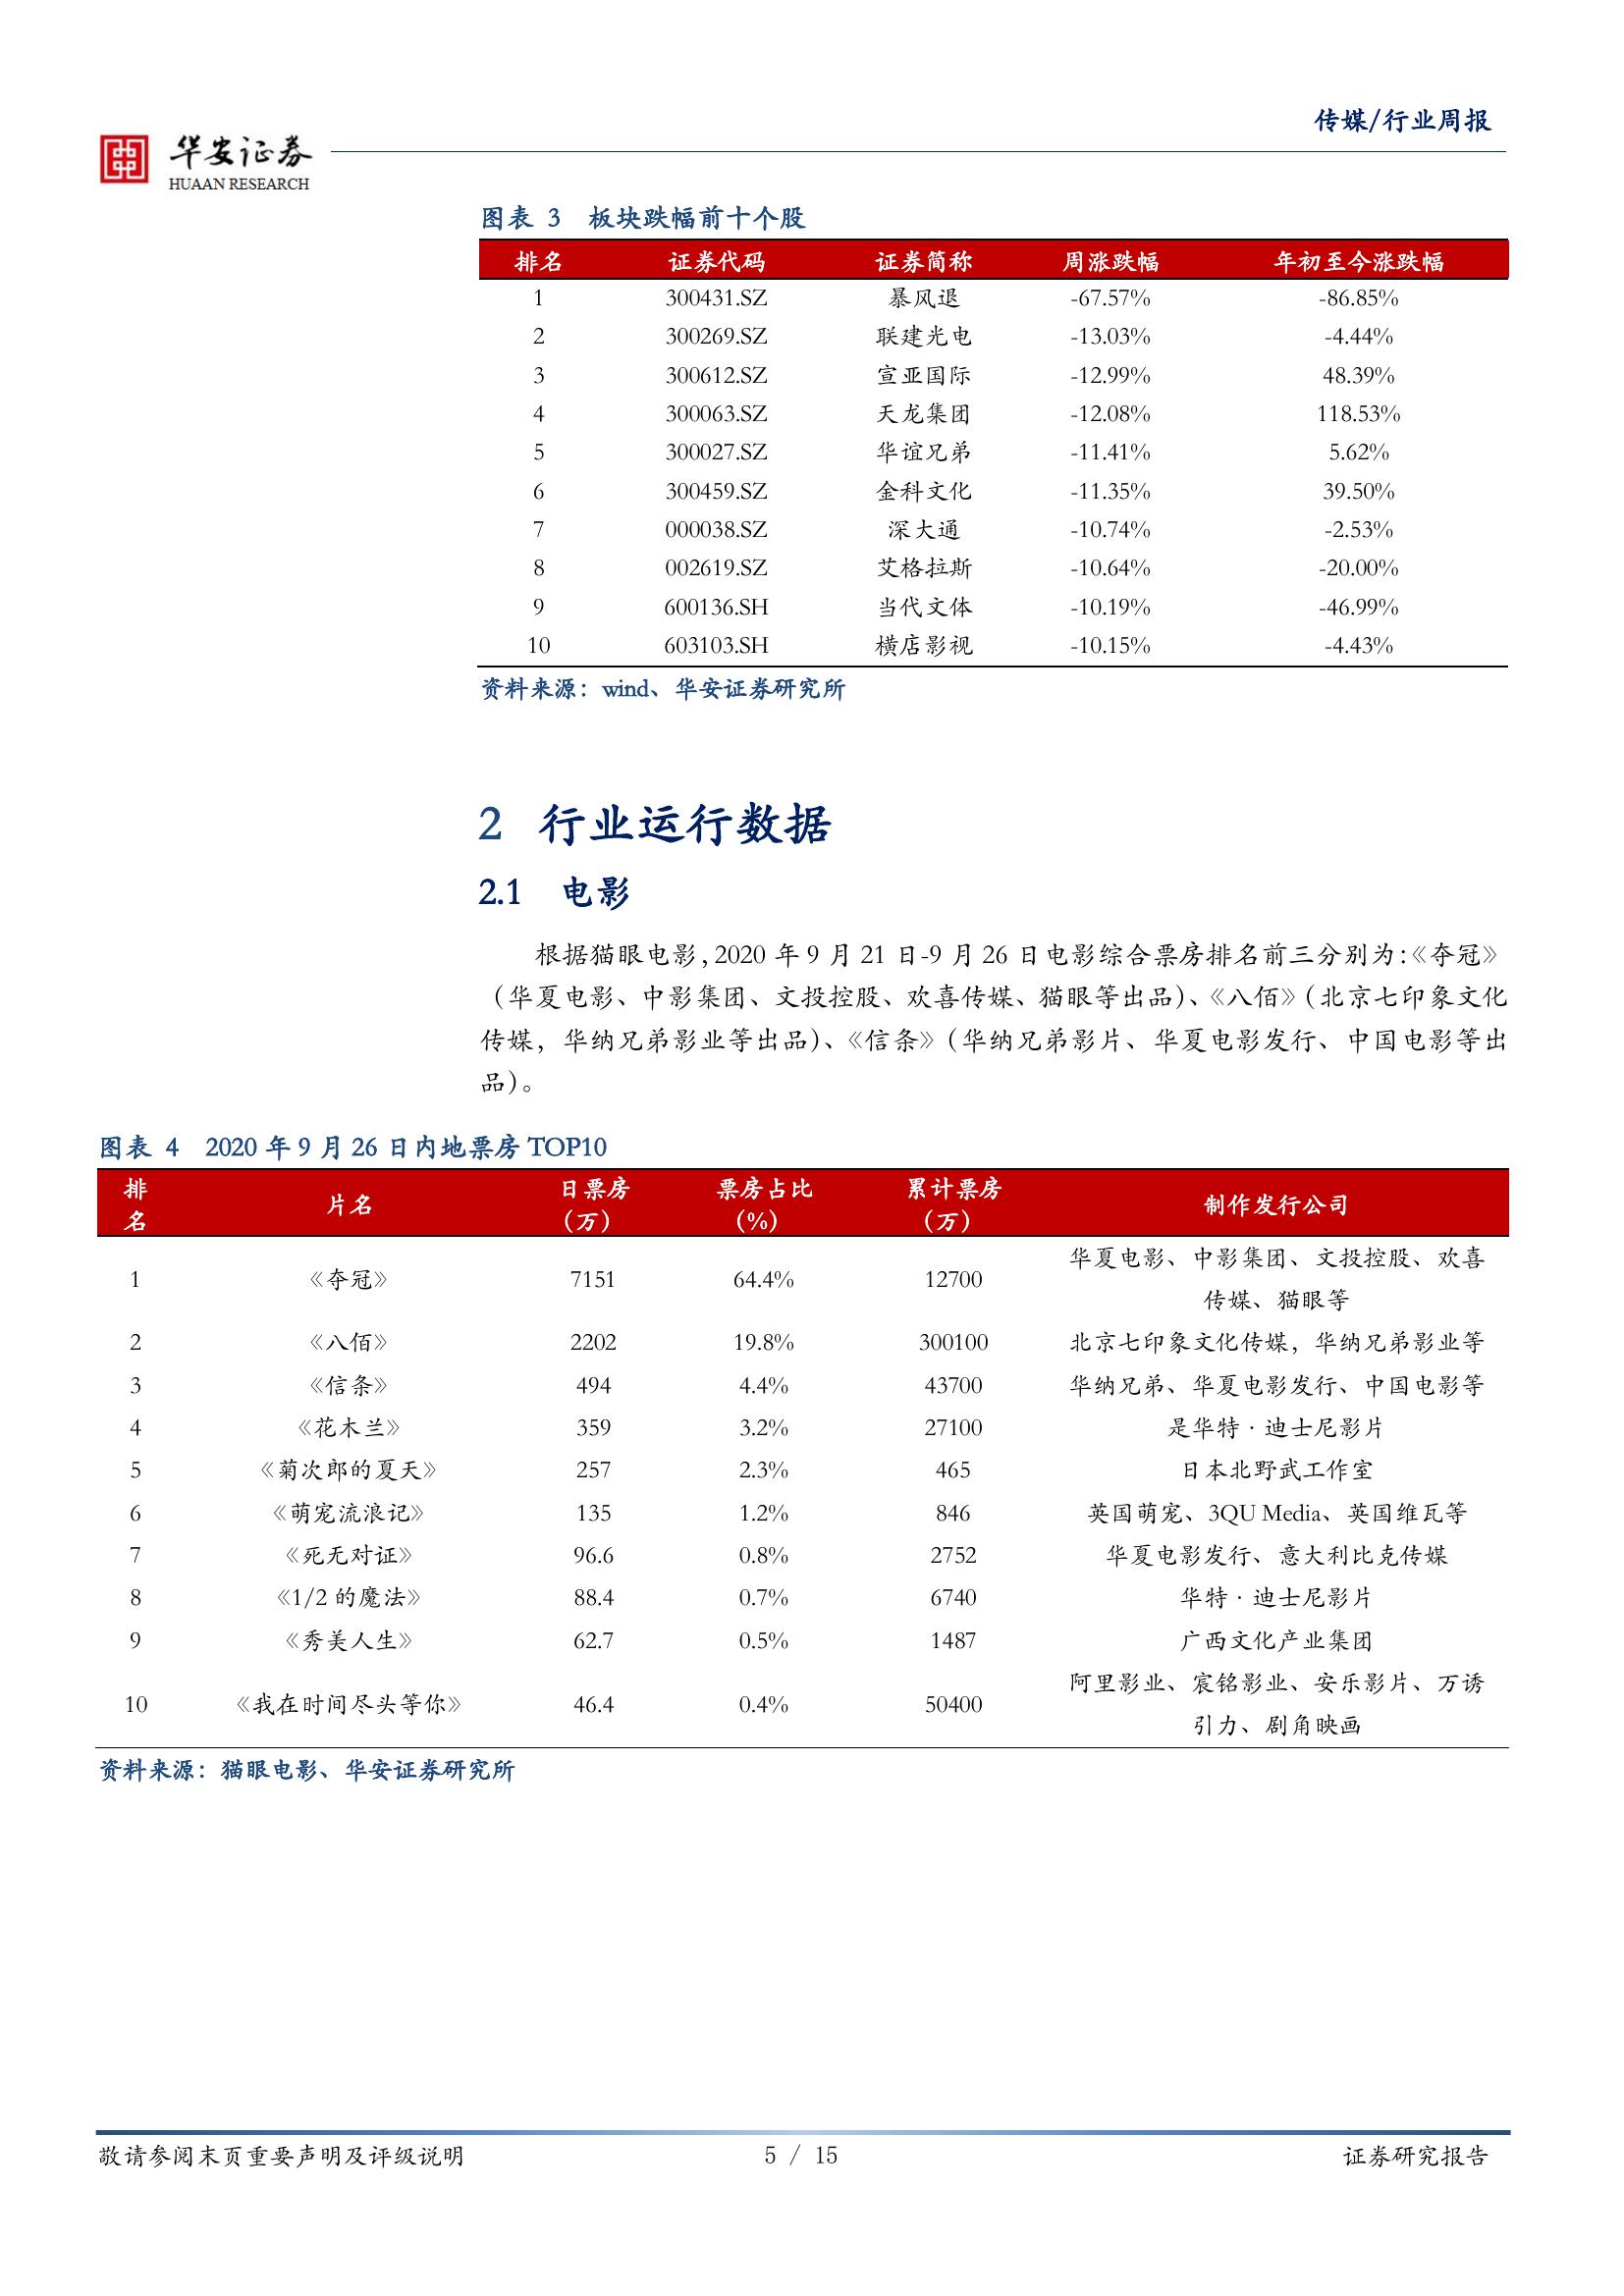 传媒/行业周报
华安证券
HUAAN RESEARCH
图表 3 板块跌幅前十个股
排名 证券代码 证券简称 周涨跌幅 年初至今涨跌幅
1 300431.SZ 暴风退 -67.57% -86.85%
2 300269.SZ 联建光电 -13.03% -4.44%
3 300612.SZ 宣亚国际 -12.99% 48.39%
4 300063.SZ 天龙集团 -12.08% 118.53%
5 300027.SZ 华谊兄弟 -11.41% 5.62%
6 300459.SZ 金科文化 -11.35% 39.50%
7 000038.SZ 深大通 -10.74% -2.53%
8 002619.SZ 艾格拉斯 -10.64% -20.00%
9 600136.SH 当代文体 -10.19% -46.99%
10 603103.SH 横店影视 -10.15% -4.43%
资料来源：wind、华安证券研究所
2 行业运行数据
2.1 电影
根据猫眼电影，2020 年 9 月 21 日-9 月 26 日电影综合票房排名前三分别为：《夺冠》
（华夏电影、中影集团、文投控股、欢喜传媒、猫眼等出品）、《八佰》（北京七印象文化
传媒，华纳兄弟影业等出品）、《信条》（华纳兄弟影片、华夏电影发行、中国电影等出
品）。
图表 4 2020 年 9 月 26 日内地票房 TOP10
排名 片名 日票房（万） 票房占比（%） 累计票房（万） 制作发行公司
1 《夺冠》 7151 64.4% 12700 华夏电影、中影集团、文投控股、欢喜
传媒、猫眼等
2 《八佰》 2202 19.8% 300100 北京七印象文化传媒，华纳兄弟影业等
3 《信条》 494 4.4% 43700 华纳兄弟、华夏电影发行、中国电影等
4 《花木兰》 359 3.2% 27100 是华特·迪士尼影片
5 《菊次郎的夏天》 257 2.3% 465 日本北野武工作室
6 《萌宠流浪记》 135 1.2% 846 英国萌宠、3QU Media、英国维瓦等
7 《死无对证》 96.6 0.8% 2752 华夏电影发行、意大利比克传媒
8 《1/2 的魔法》 88.4 0.7% 6740 华特·迪士尼影片
9 《秀美人生》 62.7 0.5% 1487 广西文化产业集团
10 《我在时间尽头等你》 46.4 0.4% 50400 阿里影业、宸铭影业、安乐影片、万诱
引力、剧角映画
资料来源：猫眼电影、华安证券研究所
敬请参阅末页重要声明及评级说明 5 / 15 证券研究报告